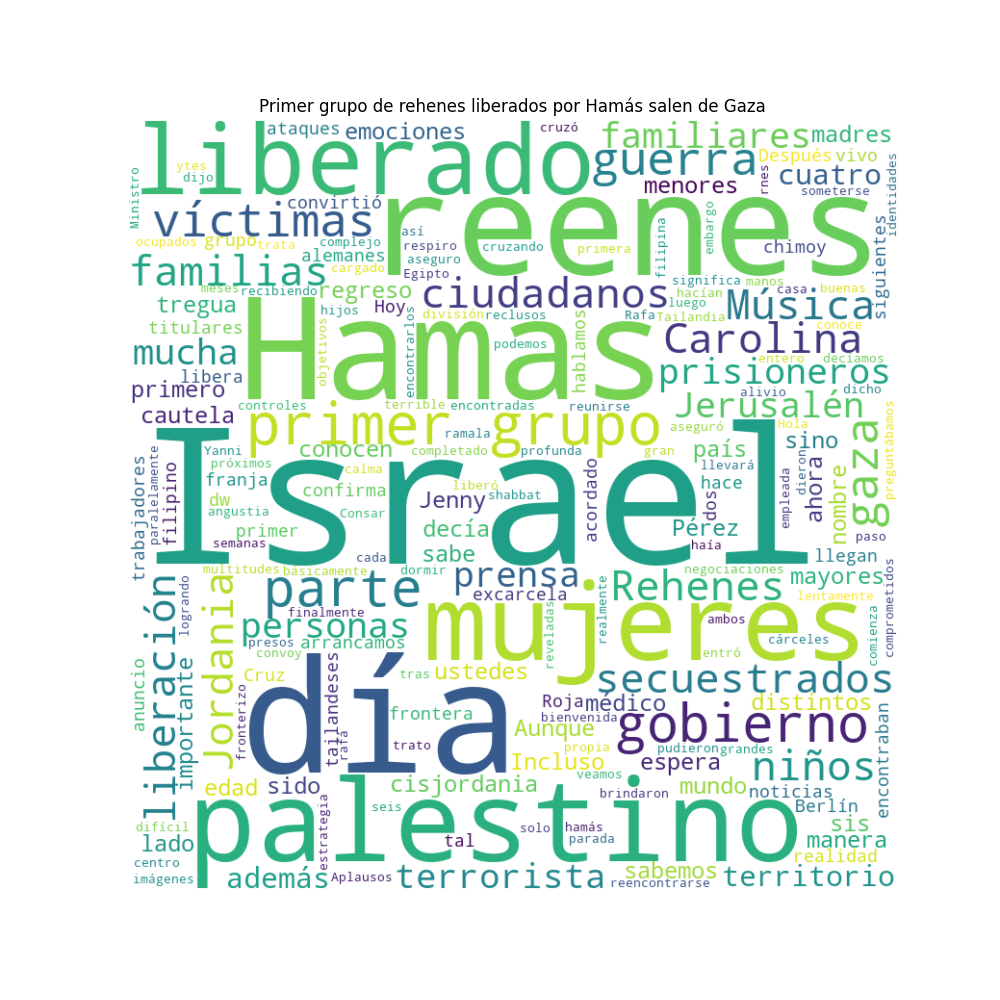 Primer grupo de rehenes liberados por Hamás salen de Gaza
liberado
ataques
emociones
cruzó
familiares
madres
reenes
guerra
Después
vivo
cuatro
menores
rnes
someterse
identidades
Ministro
ytes
dijo
convirtió
víctimas
ocupados
grupo
trata
complejo
así
respiro
cruzando
primera
filipina
embargo
chimoy
siguientes
alemanes
aseguro
familias
cargado
Egipto
significa
manos
casa
buenas
meses
recibiendo
regreso
Hoy
ciudadanos
hacían
Música
tregua
hijos
división
reclusos
luego
Rafa
Tailandia
conoce
titulares
Hamas
encontrarlos
podemos
hablamos
Carolina
mucha
objetivos
entero
decíamos
libera
prisioneros
primero
alivio
dicho
cautela
controles
terrible
encontradas
reunirse
Jerusalén
primer grupo
ramala
aseguró
Hola
preguntábamos
conocen
completado
profunda
gran
país
sino
gaza
Israel
Yanni
próximos
calma
llevará
dieron
franja
confirma
liberó
shabbat
acordado
hace
empleada
ahora
nombre
trabajadores
paralelamente
filipino
dw
angustia
Consar
Jenny
dos
paso
primer
decía
Pérez
semanas
cada
sabe
haía
llegan
multitudes
básicamente
dormir
prensa
negociaciones
mayores
parte
excarcela
Rehenes
lentamente
comprometidos
liberación
logrando
Jordania
finalmente
mujeres
realmente
ambos
personas
cárceles
comienza
presos
arrancamos
reveladas
entró
convoy
anuncio
importante
Cruz
tras
ustedes
secuestrados
fronterizo
tailandeses
rafá
día
frontera
Roja
médico
distintos
bienvenida
gobierno
encontraban
trato
Aunque
propia
pudieron
grandes
Incluso
espera
niños
edad
sido
cisjordania
veamos
brindaron
mundo
noticias
Berlín
palestino
estrategia
seis
difícil
solo
hamás
sis
lado
tal
parada
manera
centro
realidad
imágenes
además
Aplausos
terrorista
sabemos
reencontrarse
territorio